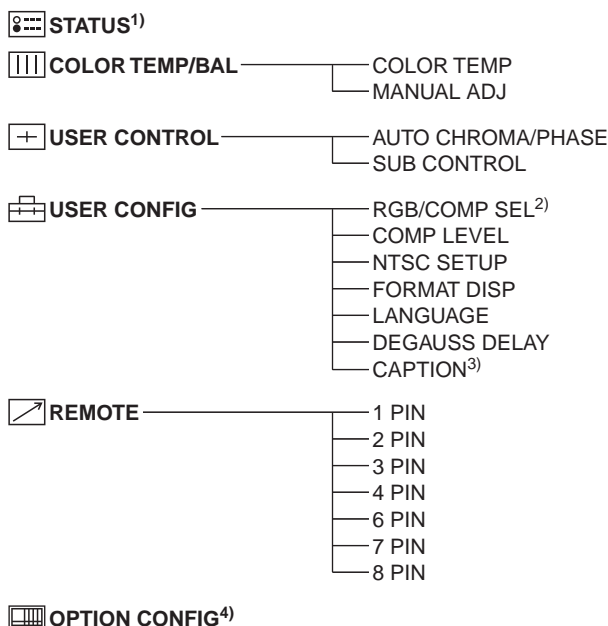 STATUS1)
COLOR TEMP/BAL
COLOR TEMP
MANUAL ADJ
USER CONTROL
AUTO CHROMA/PHASE
SUB CONTROL
USER CONFIG
RGB/COMP SEL2)
COMP LEVEL
NTSC SETUP
FORMAT DISP
LANGUAGE
DEGAUSS DELAY
CAPTION3)
REMOTE
1 PIN
2 PIN
3 PIN
4 PIN
6 PIN
7 PIN
8 PIN
OPTION CONFIG4)